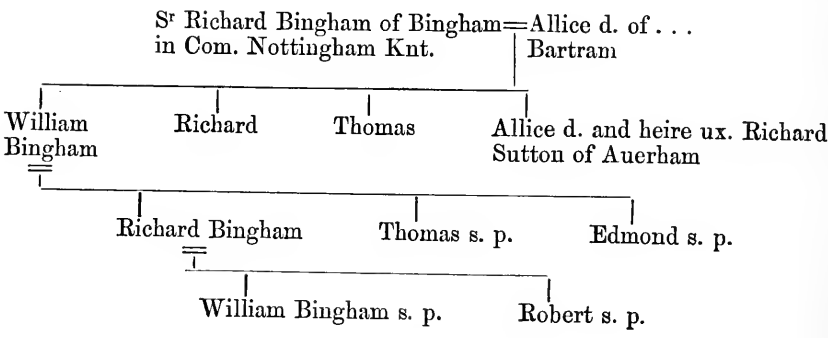 Sr Richard Bingham of Bingham=Allice d. of . . .
in Com. Nottingham Knt. Bartram
William Richard Thomas Allice d. and heire ux. Richard
Bingham Sutton of Auerham
Richard Bingham Thomas s. p. Edmond s. p.
William Bingham s. p. Robert s. p.